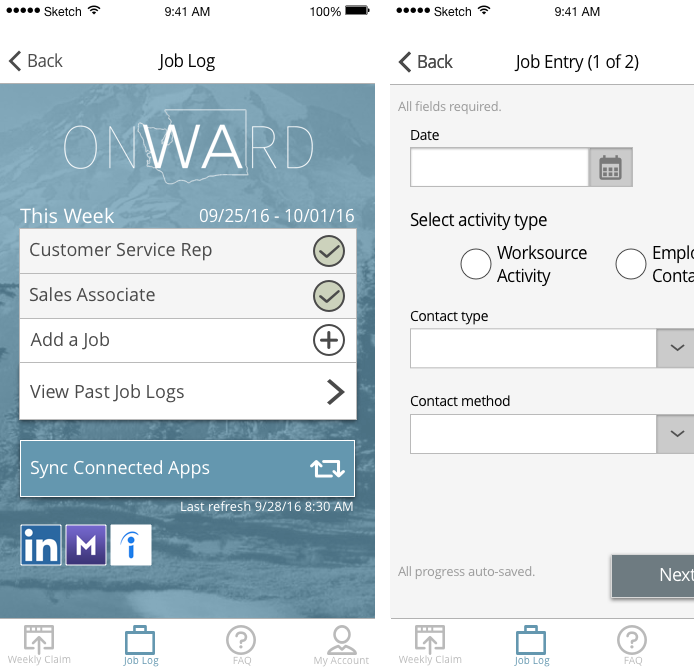 Sketch 9:41 AM 100%
Back Job Log
ONWARD
This Week 09/25/16 - 10/01/16
Customer Service Rep
Sales Associate
Add a Job
View Past Job Logs
Sync Connected Apps
Last refresh 9/28/16 8:30 AM
in M i
Weekly Claim Job Log FAQ My Account
Sketch 9:41 AM
Back Job Entry (1 of 2)
All fields required.
Date
Select activity type
Worksource
Activity
Emplo
Conta
Contact type
Contact method
All progress auto-saved.
Next
Weekly Claim Job Log FAQ